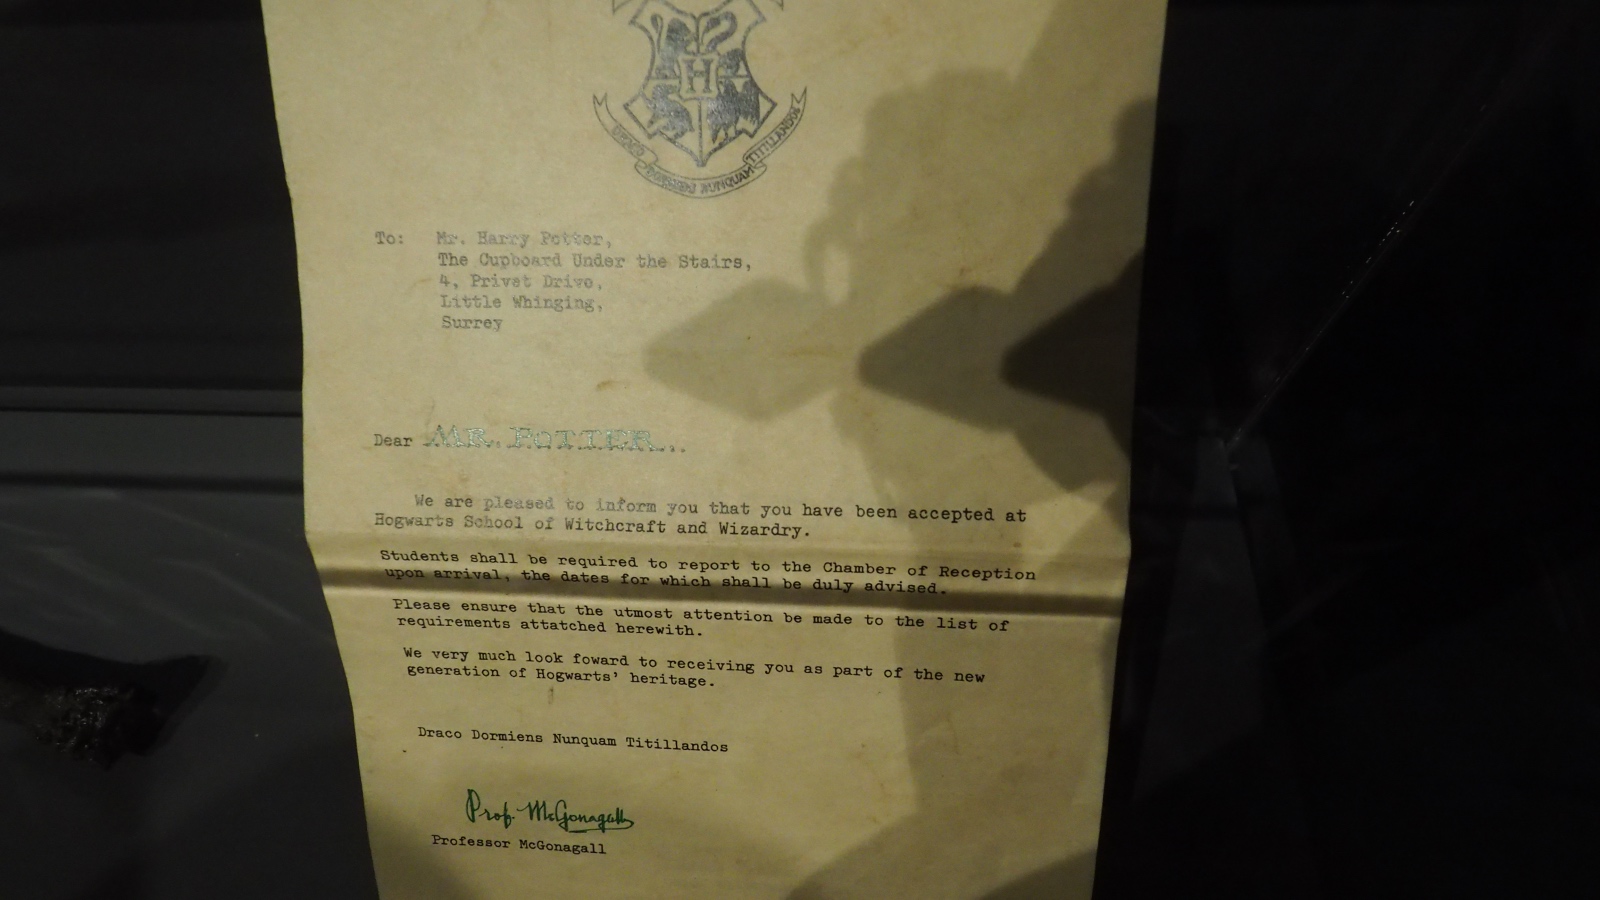 H
DRACO DORMIENS NUNQUAM TITILLANDUS
To: Mr. Harry Potter,
The Cupboard Under the Stairs,
4, Privet Drive,
Little Whinging,
Surrey
Dear MR. POTTER..
We are pleased to inform you that you have been accepted at
Hogwarts School of Witchcraft and Wizardry.
Students shall be required to report to the Chamber of Reception
upon arrival, the dates for which shall be duly advised.
Please ensure that the utmost attention be made to the list of
requirements attatched herewith.
We very much look foward to receiving you as part of the new
generation of Hogwarts' heritage.
Draco Dormiens Nunquam Titillandos
Prof. McGonagall
Professor McGonagall